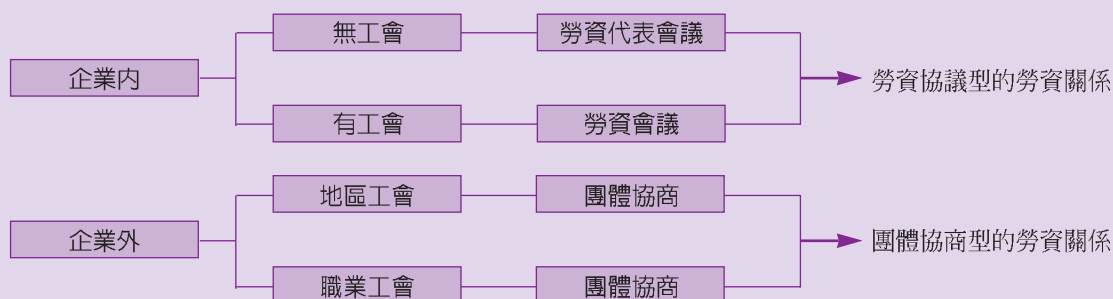 無工會
勞資代表會議
企業內
勞資協議型的勞資關係
有工會
勞資會議
地區工會
團體協商
企業外
團體協商型的勞資關係
職業工會
團體協商